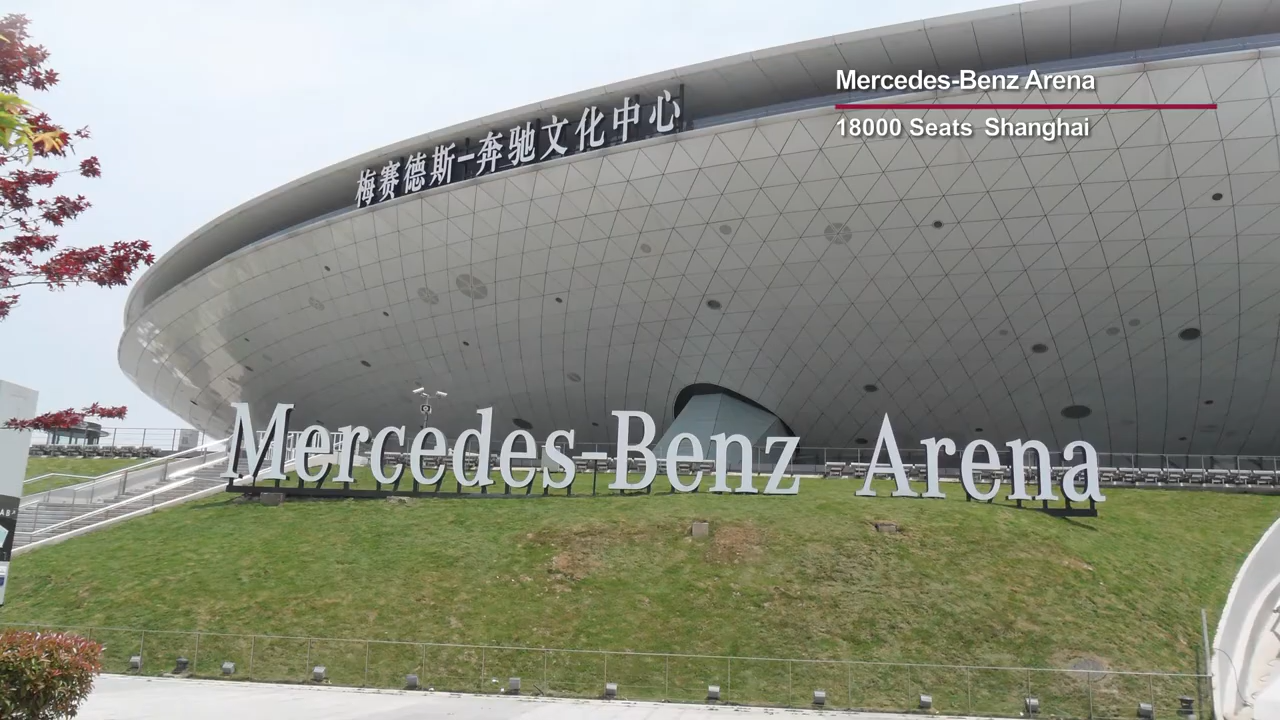 Mercedes-Benz Arena
18000 Seats Shanghai
梅赛德斯-奔驰文化中心
Mercedes-Benz Arena